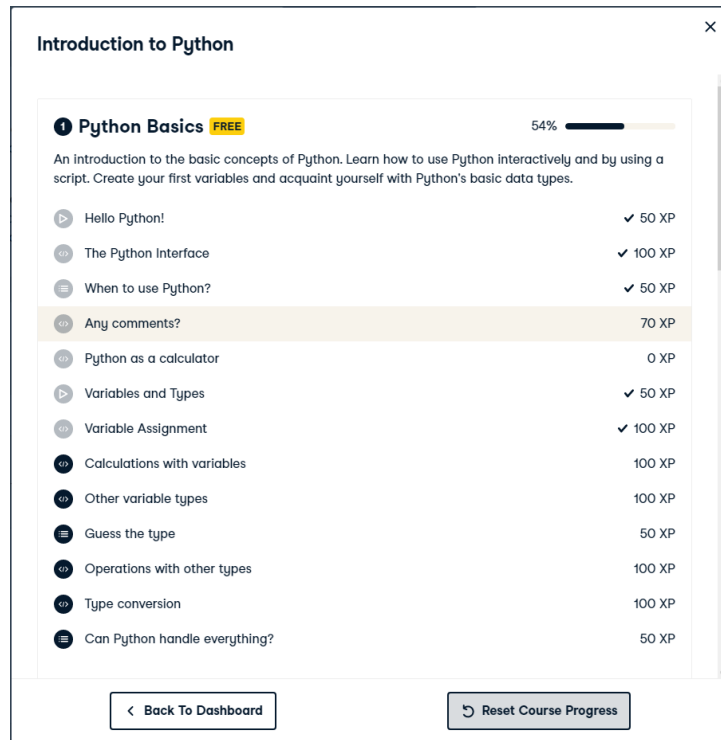 Introduction to Python
1 Python Basics FREE 54%
An introduction to the basic concepts of Python. Learn how to use Python interactively and by using a
script. Create your first variables and acquaint yourself with Python's basic data types.
Hello Python! 50 XP
The Python Interface 100 XP
When to use Python? 50 XP
Any comments? 70 XP
Python as a calculator 0 XP
Variables and Types 50 XP
Variable Assignment 100 XP
Calculations with variables 100 XP
Other variable types 100 XP
Guess the type 50 XP
Operations with other types 100 XP
Type conversion 100 XP
Can Python handle everything? 50 XP
Back To Dashboard Reset Course Progress